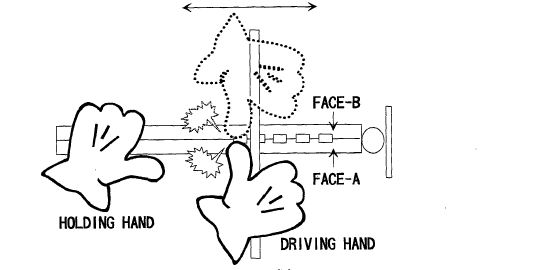 FACE-B
FACE-A
HOLDING HAND
DRIVING HAND